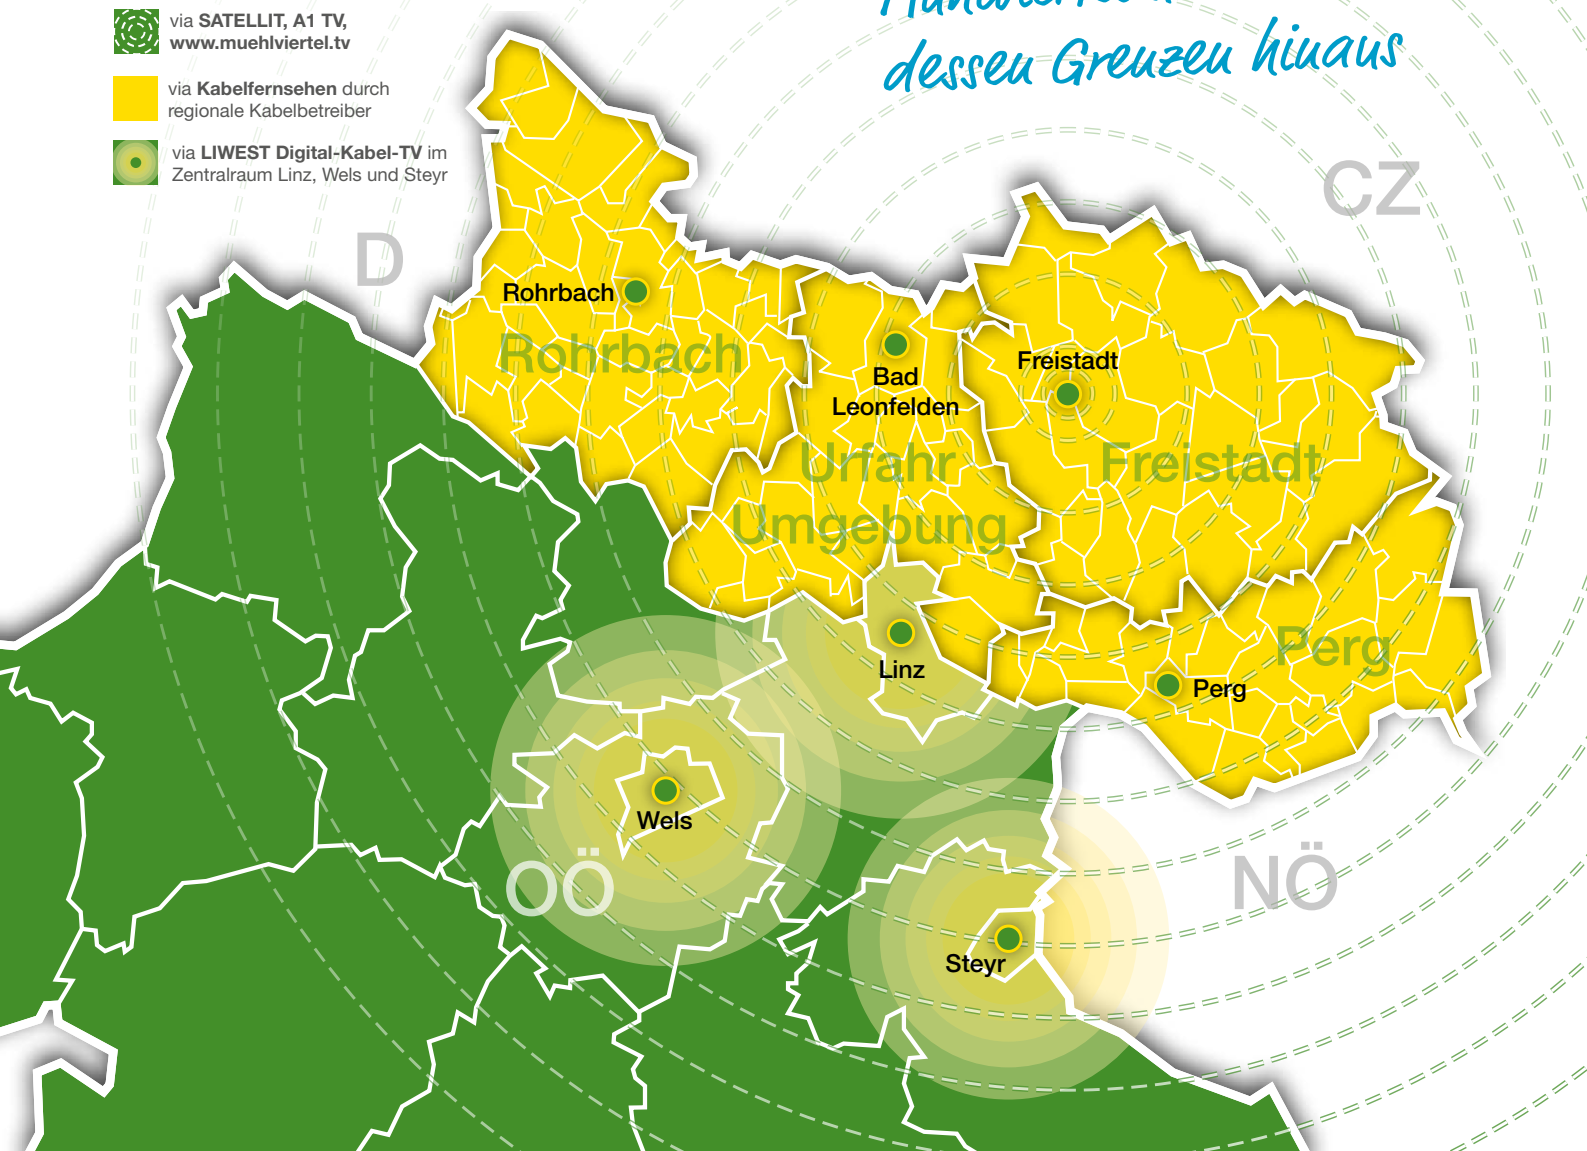 dessen Grenzen hinaus
via SATELLIT, A1 TV,
www.muehlviertel.tv
via Kabelfernsehen durch
regionale Kabelbetreiber
via LIWEST Digital-Kabel-TV im
Zentralraum Linz, Wels und Steyr
CZ
D
Rohrbach
Rohrbach
Bad
Leonfelden
Freistadt
Urfahr
Umgebung
Freistadt
Perg
Perg
Linz
Wels
OÖ
NÖ
Steyr